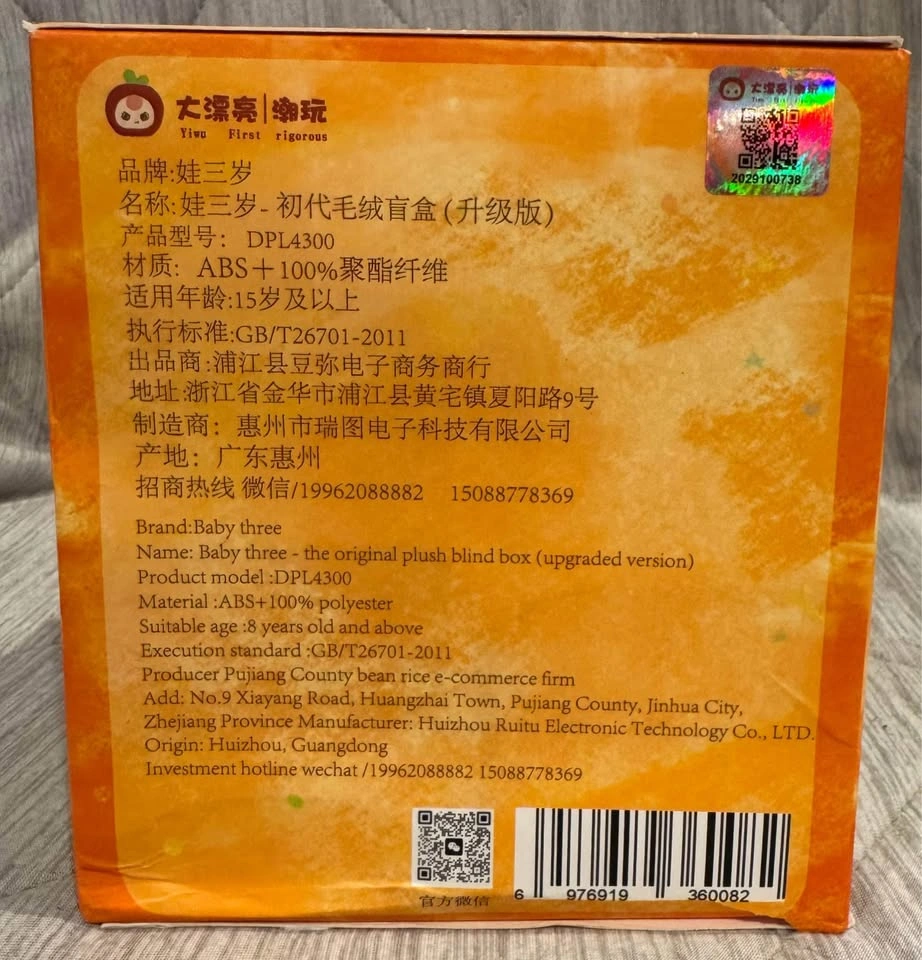 大漂亮|潮玩
Yiwu First rigorous
大漂亮|潮玩
2029100738
品牌:娃三岁
名称:娃三岁-初代毛绒盲盒(升级版)
产品型号: DPL4300
材质: ABS+100%聚酯纤维
适用年龄:15岁及以上
执行标准:GB/T26701-2011
出品商:浦江县豆弥电子商务商行
地址:浙江省金华市浦江县黄宅镇夏阳路9号
制造商: 惠州市瑞图电子科技有限公司
产地: 广东惠州
招商热线 微信/19962088882 15088778369
Brand:Baby three
Name: Baby three - the original plush blind box (upgraded version)
Product model :DPL4300
Material :ABS+100% polyester
Suitable age :8 years old and above
Execution standard :GB/T26701-2011
Producer Pujiang County bean rice e-commerce firm
Add: No.9 Xiayang Road, Huangzhai Town, Pujiang County, Jinhua City,
Zhejiang Province Manufacturer: Huizhou Ruitu Electronic Technology Co., LTD.
Origin: Huizhou, Guangdong
Investment hotline wechat /19962088882 15088778369
官方微信
6 976919 360082